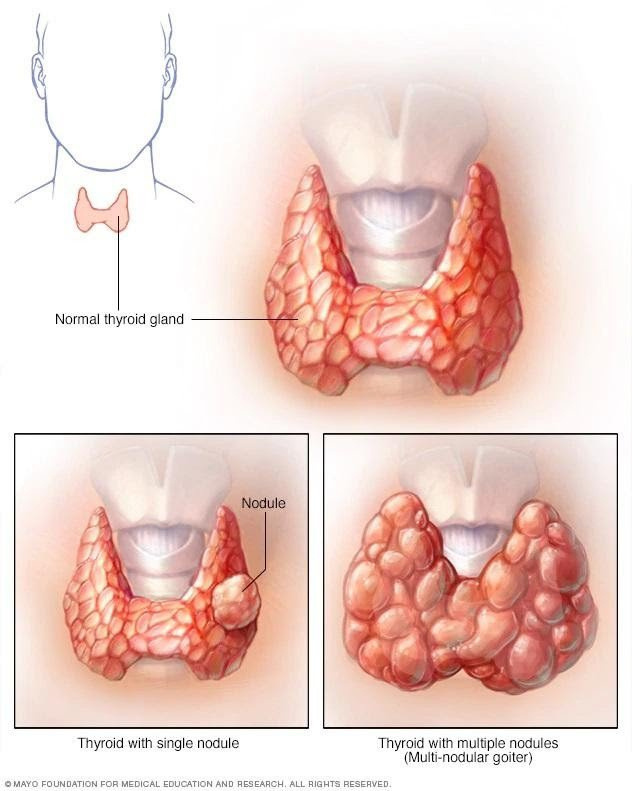 Normal thyroid gland
Nodule
Thyroid with single nodule
Thyroid with multiple nodules
(Multi-nodular goiter)
© MAYO FOUNDATION FOR MEDICAL EDUCATION AND RESEARCH. ALL RIGHTS RESERVED.